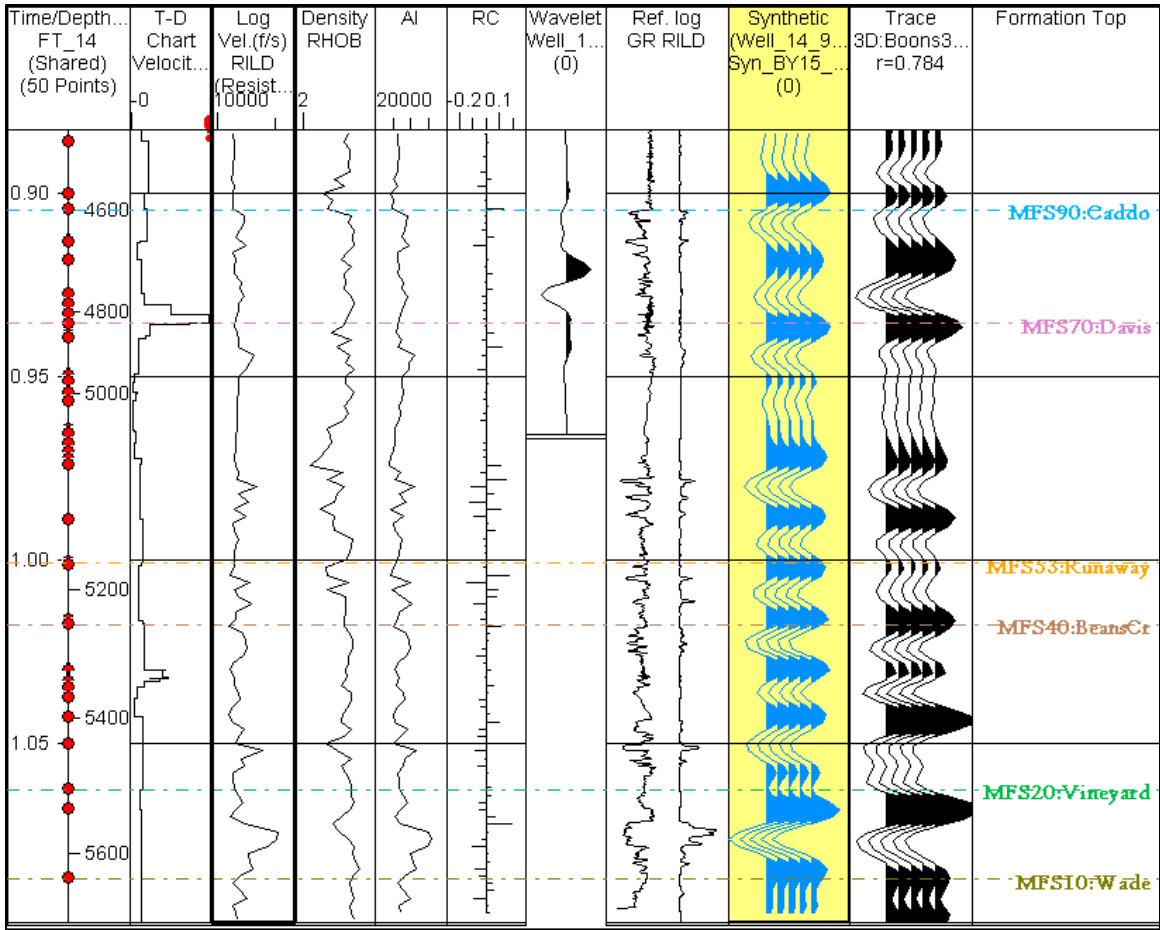 Time/Depth...
FT_14
(Shared)
(50 Points)
T-D
Chart
Velocit...
-0
Log
Vel.(f/s)
RILD
(Resist...
10000
Density
RHOB
2
AI
20000
RC
-0.2 0.1
Wavelet
Well_1...
(0)
Ref. log
GR RILD
Synthetic
(Well_14_9...
Syn_BY15_...
(0)
Trace
3D:Boons3...
r=0.784
Formation Top
0.90
4600
MFS90:Caddo
4800
MFS70:Davis
0.95
5000
1.00
MFS53:Runaway
5200
MFS40:BeansCr
5400
1.05
MFS20:Vineyard
5600
MFS10:Wade